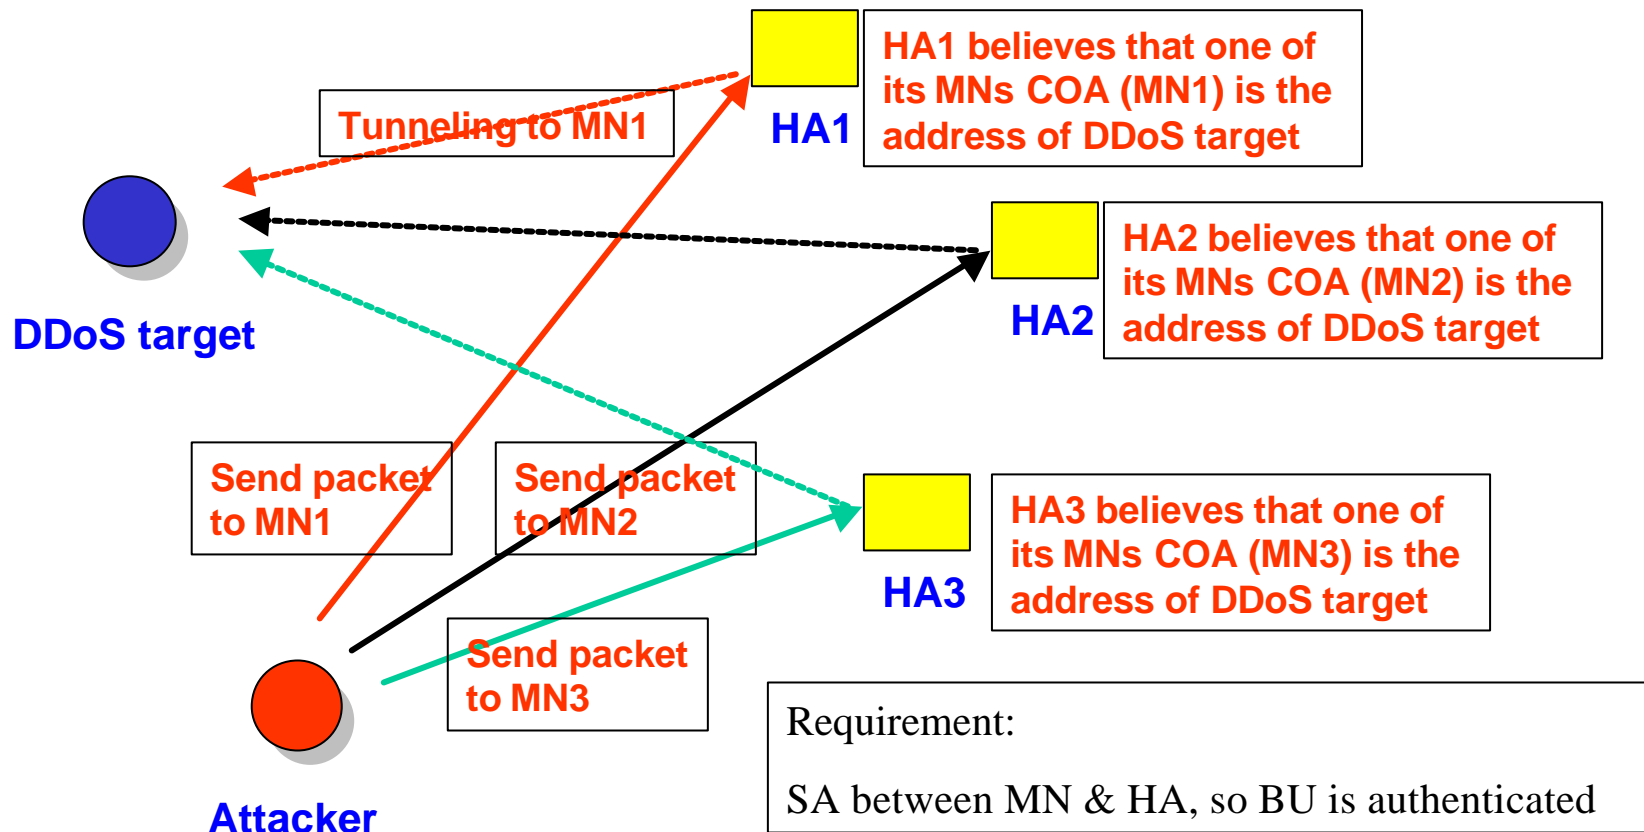 HA1 believes that one of
its MNs COA (MN1) is the
address of DDoS target
Tunneling to MN1
HA1
HA2 believes that one of
its MNs COA (MN2) is the
address of DDoS target
HA2
DDoS target
Send packet
to MN1
Send packet
to MN2
HA3 believes that one of
its MNs COA (MN3) is the
address of DDoS target
HA3
Send packet
to MN3
Attacker
Requirement:
SA between MN & HA, so BU is authenticated